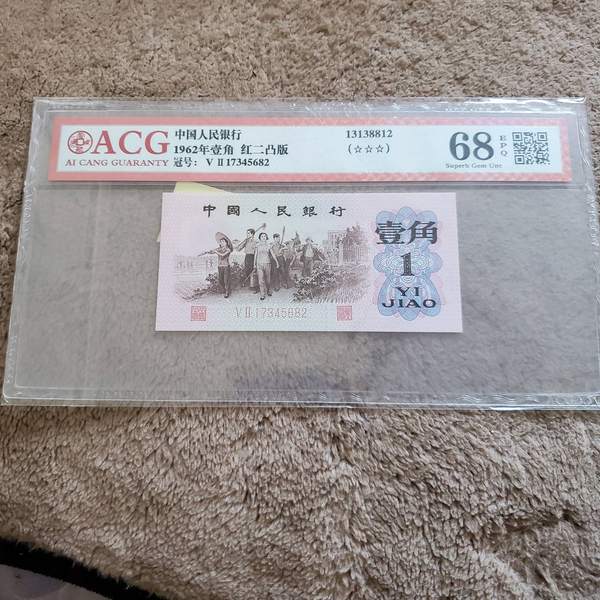 ACG
AI CANG GUARANTY
中国人民银行
1962年壹角 红二凸版
冠号: V II 17345682
13138812
(☆☆☆)
68
EPQ
Superb Gem Unc
中國人民銀行
壹角
1
YI
JIAO
V II 17345682